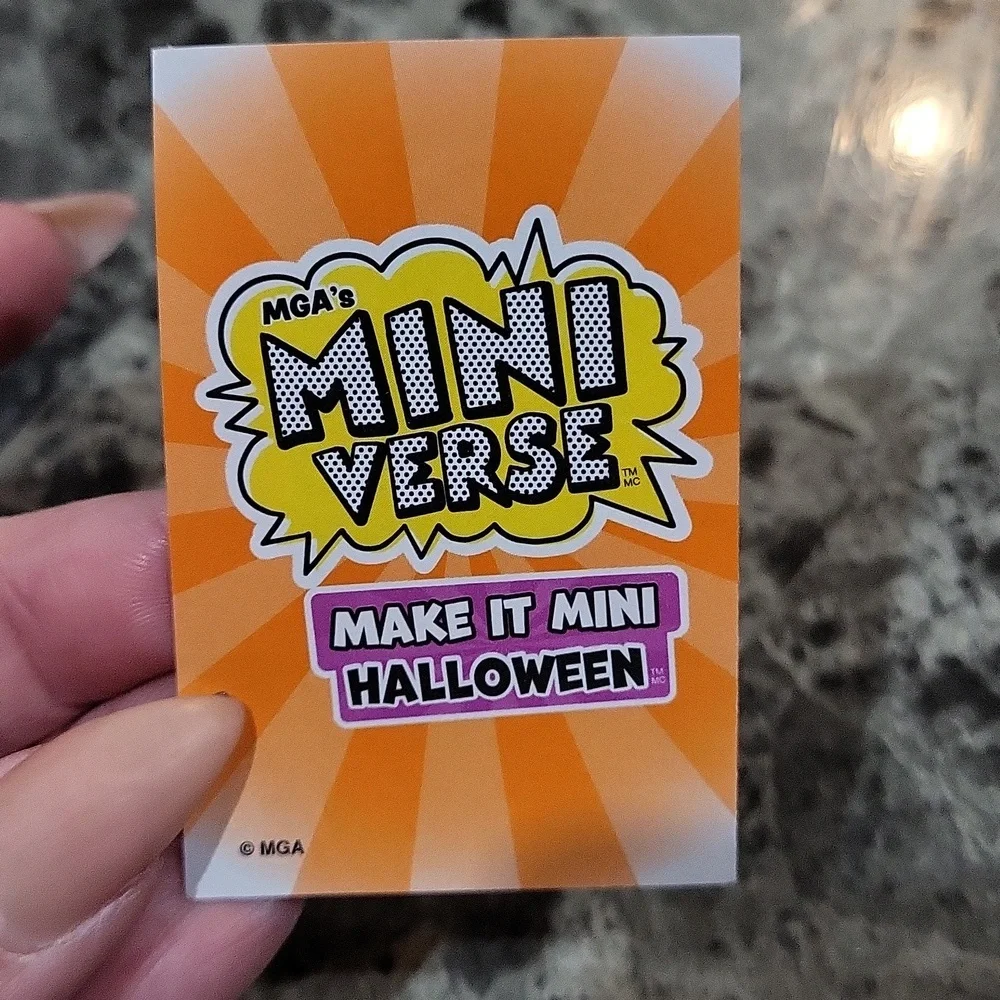 MGA's
MINI
VERSE
TM
MC
MAKE IT MINI
HALLOWEEN
TM
MC
© MGA